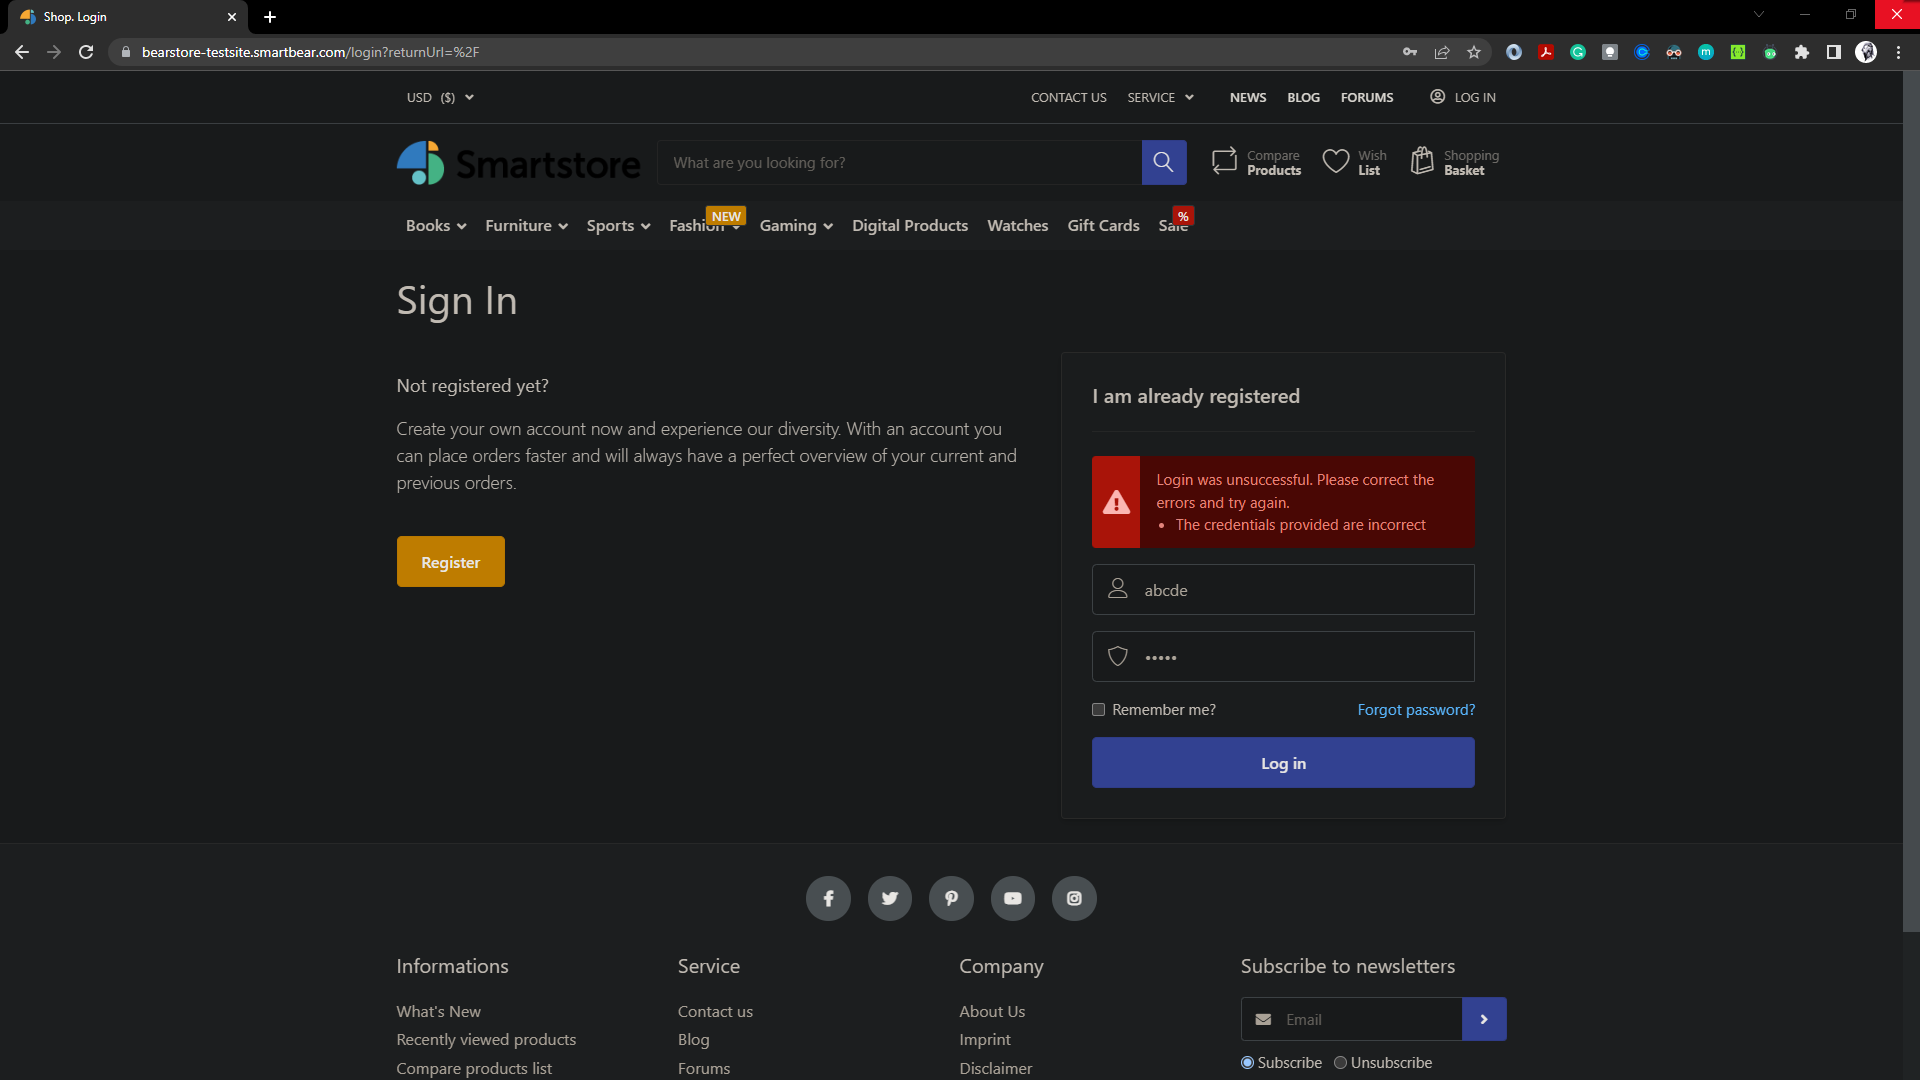 Shop. Login
bearstore-testsite.smartbear.com/login?returnUrl=%2F
USD ($)
CONTACT US SERVICE NEWS BLOG FORUMS LOG IN
Smartstore
What are you looking for?
Compare
Products
Wish
List
Shopping
Basket
NEW
%
Books Furniture Sports Fashion Gaming Digital Products Watches Gift Cards Sale
Sign In
Not registered yet?
Create your own account now and experience our diversity. With an account you
can place orders faster and will always have a perfect overview of your current and
previous orders.
Register
I am already registered
Login was unsuccessful. Please correct the
errors and try again.
• The credentials provided are incorrect
abcde
•••••
Remember me? Forgot password?
Log in
Informations
What's New
Recently viewed products
Compare products list
Service
Contact us
Blog
Forums
Company
About Us
Imprint
Disclaimer
Subscribe to newsletters
Email
Subscribe Unsubscribe